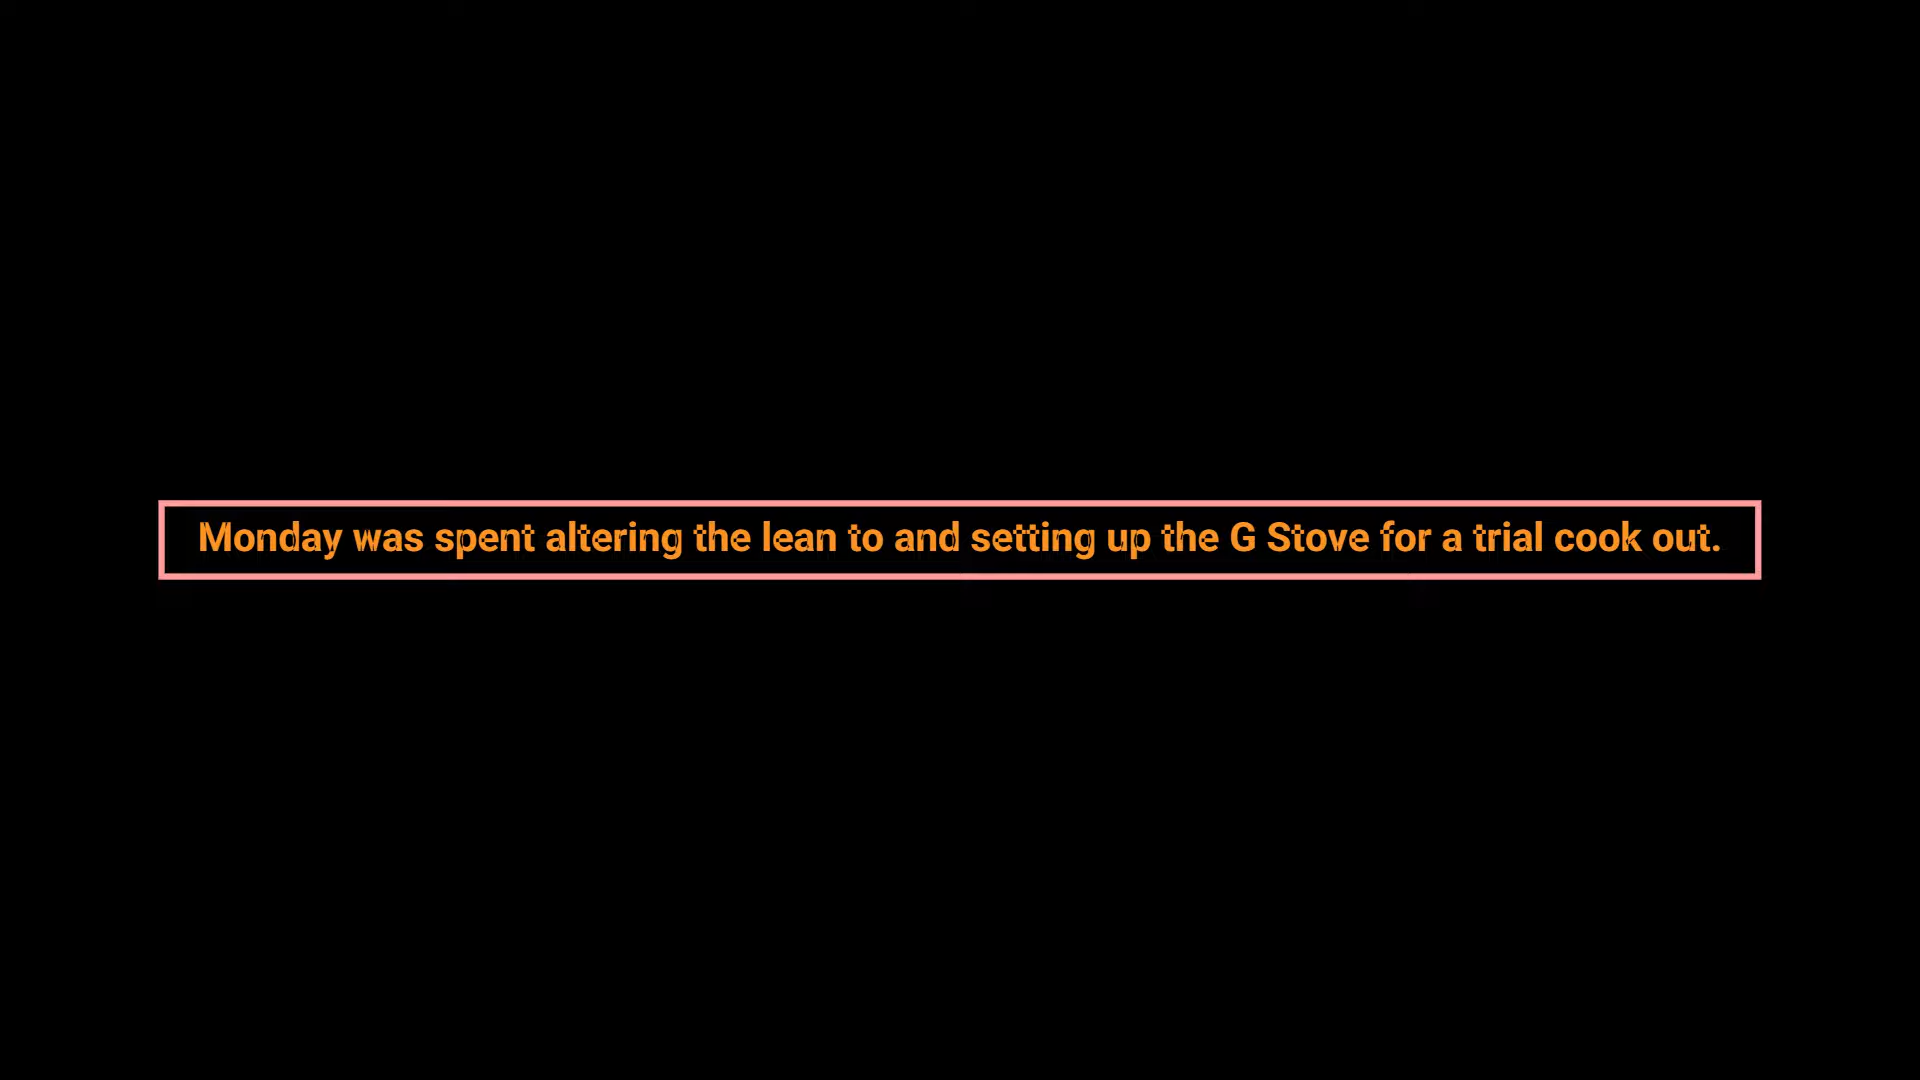 Monday was spent altering the lean to and setting up the G Stove for a trial cook out.